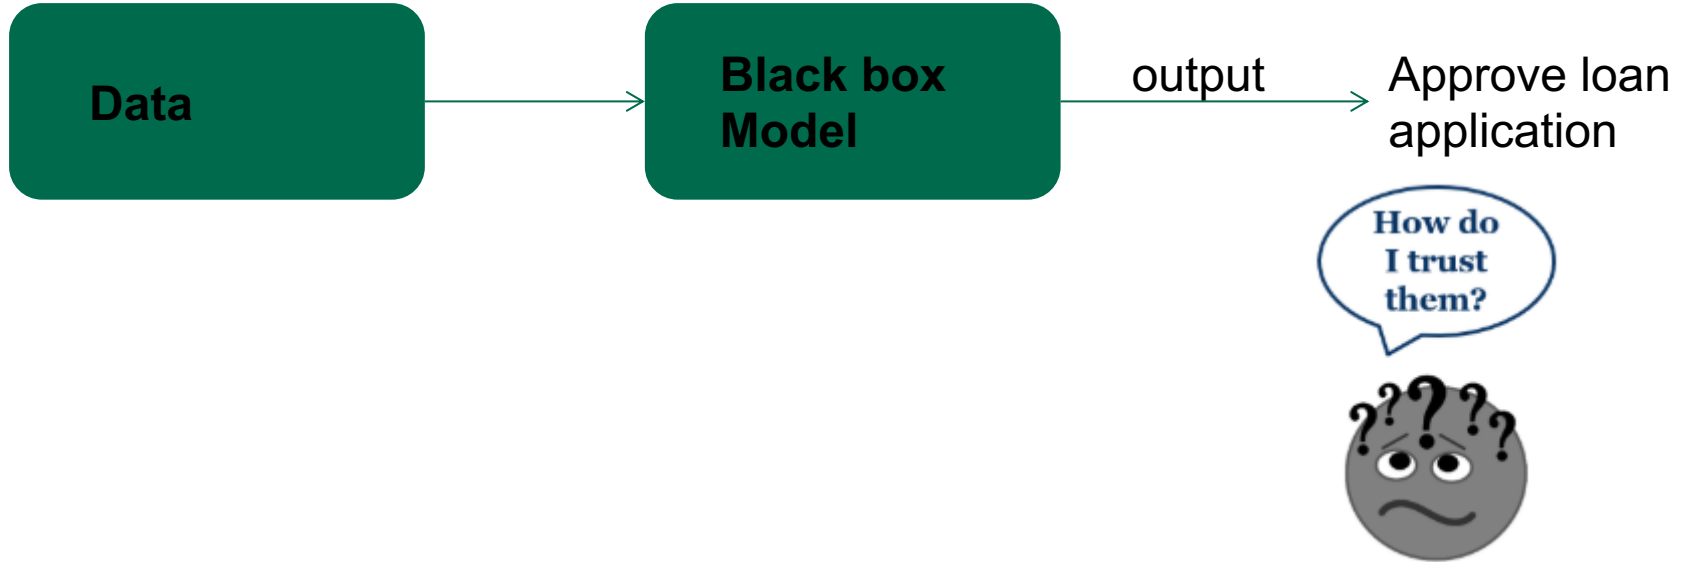 Data
Black box
Model
output
Approve loan
application
How do
I trust
them?
? ? ? ? ?